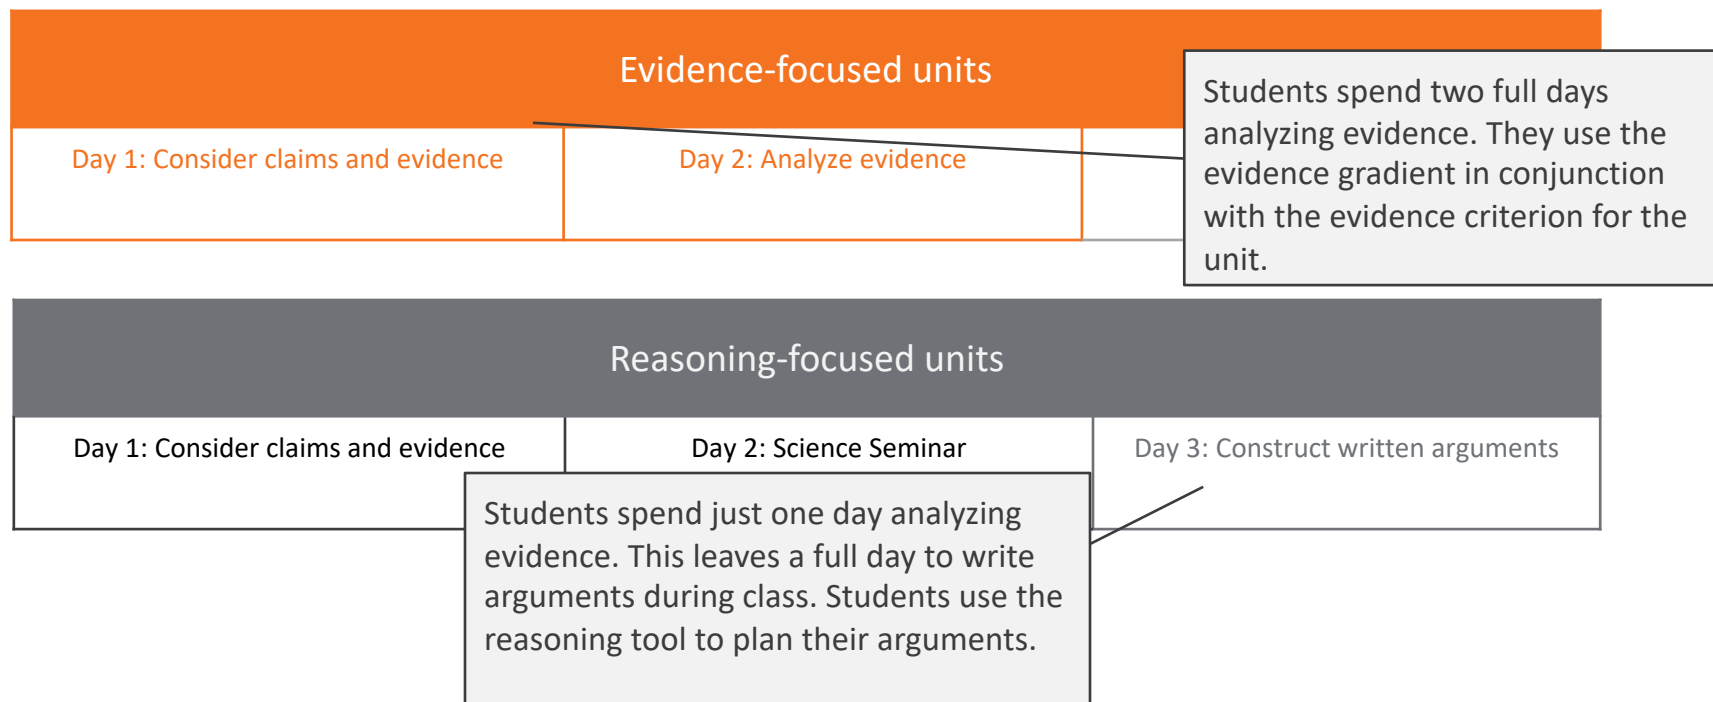 Evidence-focused units
Students spend two full days
analyzing evidence. They use the
evidence gradient in conjunction
with the evidence criterion for the
unit.
Day 1: Consider claims and evidence
Day 2: Analyze evidence
Reasoning-focused units
Day 1: Consider claims and evidence
Day 2: Science Seminar
Day 3: Construct written arguments
Students spend just one day analyzing
evidence. This leaves a full day to write
arguments during class. Students use the
reasoning tool to plan their arguments.